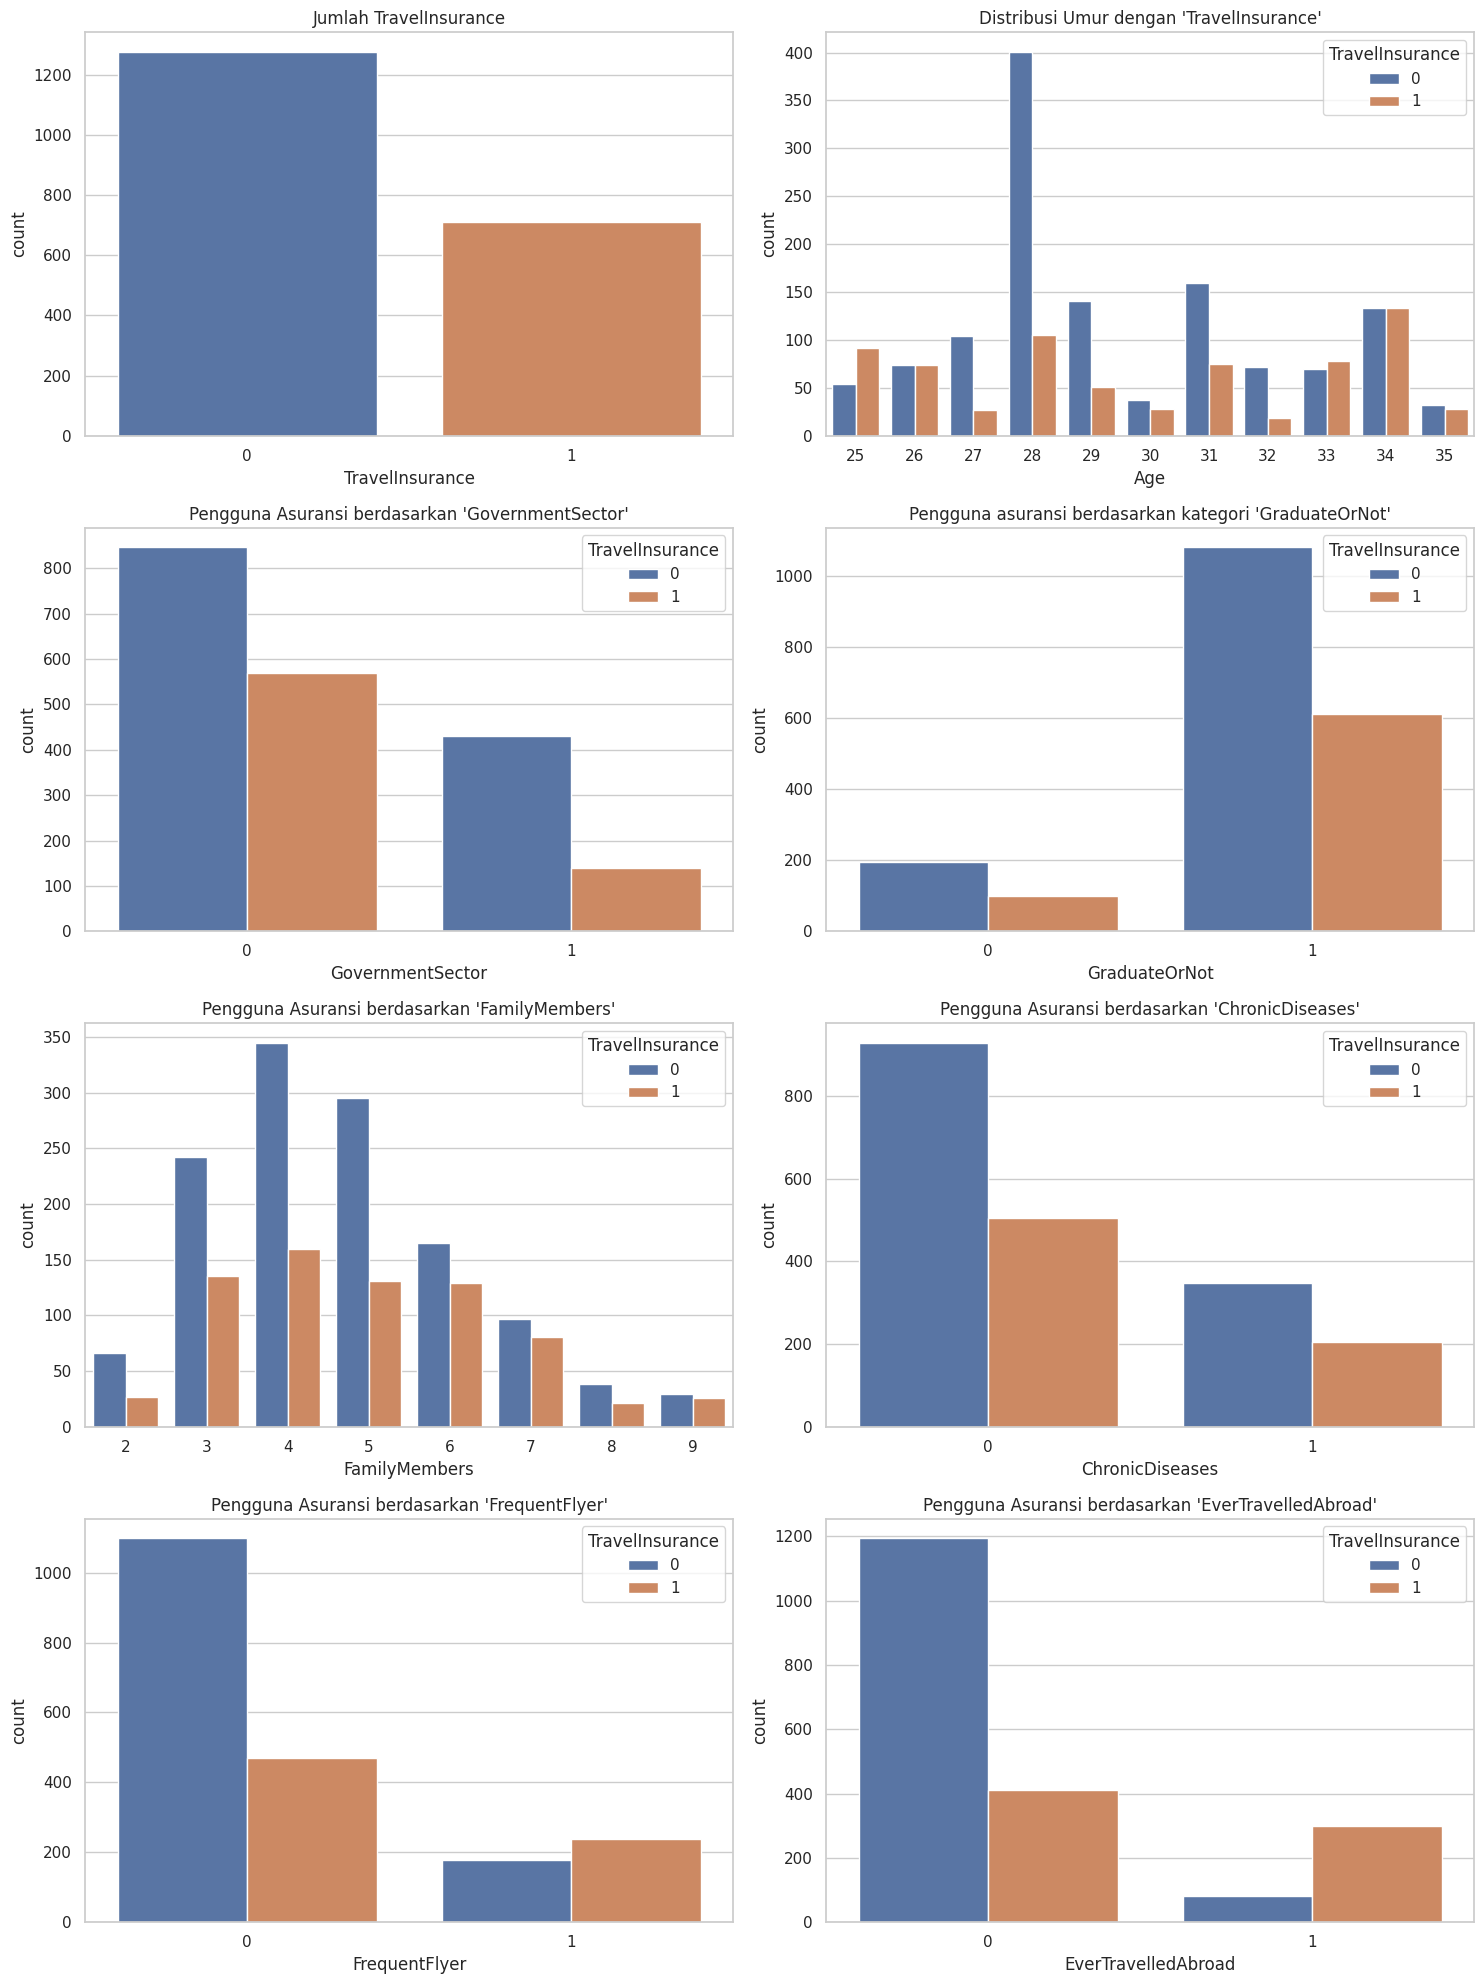 Jumlah TravelInsurance
1200
1000
800
600
400
200
0
count
0 1
TravelInsurance
Distribusi Umur dengan 'TravelInsurance'
TravelInsurance
0
1
400
350
300
250
200
150
100
50
0
count
25 26 27 28 29 30 31 32 33 34 35
Age
Pengguna Asuransi berdasarkan 'GovernmentSector'
TravelInsurance
0
1
800
700
600
500
400
300
200
100
0
count
0 1
GovernmentSector
Pengguna asuransi berdasarkan kategori 'GraduateOrNot'
TravelInsurance
0
1
1000
800
600
400
200
0
count
0 1
GraduateOrNot
Pengguna Asuransi berdasarkan 'FamilyMembers'
TravelInsurance
0
1
350
300
250
200
150
100
50
0
count
2 3 4 5 6 7 8 9
FamilyMembers
Pengguna Asuransi berdasarkan 'ChronicDiseases'
TravelInsurance
0
1
800
600
400
200
0
count
0 1
ChronicDiseases
Pengguna Asuransi berdasarkan 'FrequentFlyer'
TravelInsurance
0
1
1000
800
600
400
200
0
count
0 1
FrequentFlyer
Pengguna Asuransi berdasarkan 'EverTravelledAbroad'
TravelInsurance
0
1
1200
1000
800
600
400
200
0
count
0 1
EverTravelledAbroad